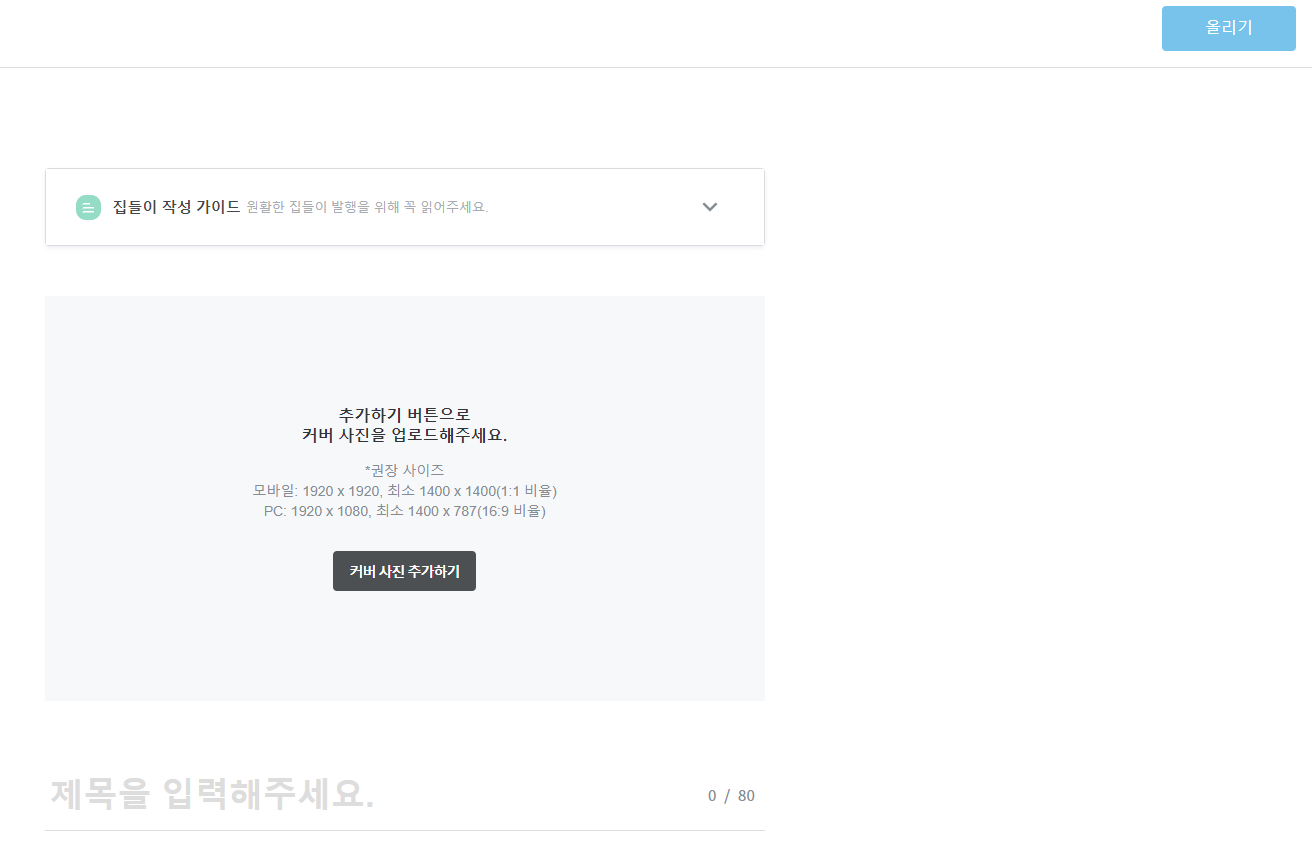 올리기
집들이 작성 가이드 원활한 집들이 발행을 위해 꼭 읽어주세요.
추가하기 버튼으로
커버 사진을 업로드해주세요.
*권장 사이즈
모바일: 1920 x 1920, 최소 1400 x 1400(1:1 비율)
PC: 1920 x 1080, 최소 1400 x 787(16:9 비율)
커버 사진 추가하기
제목을 입력해주세요. 0 / 80